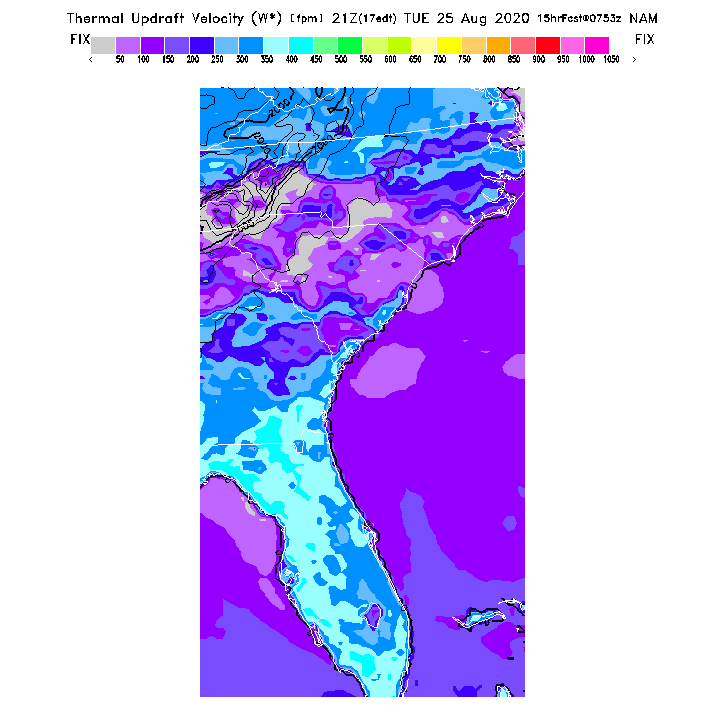 Thermal Updraft Velocity (W*) [fpm] 21Z(17edt) TUE 25 Aug 2020 15hrFcst@0753z NAM
FIX FIX
< 50 100 150 200 250 300 350 400 450 500 550 600 650 700 750 800 850 900 950 1000 1050 >
2000